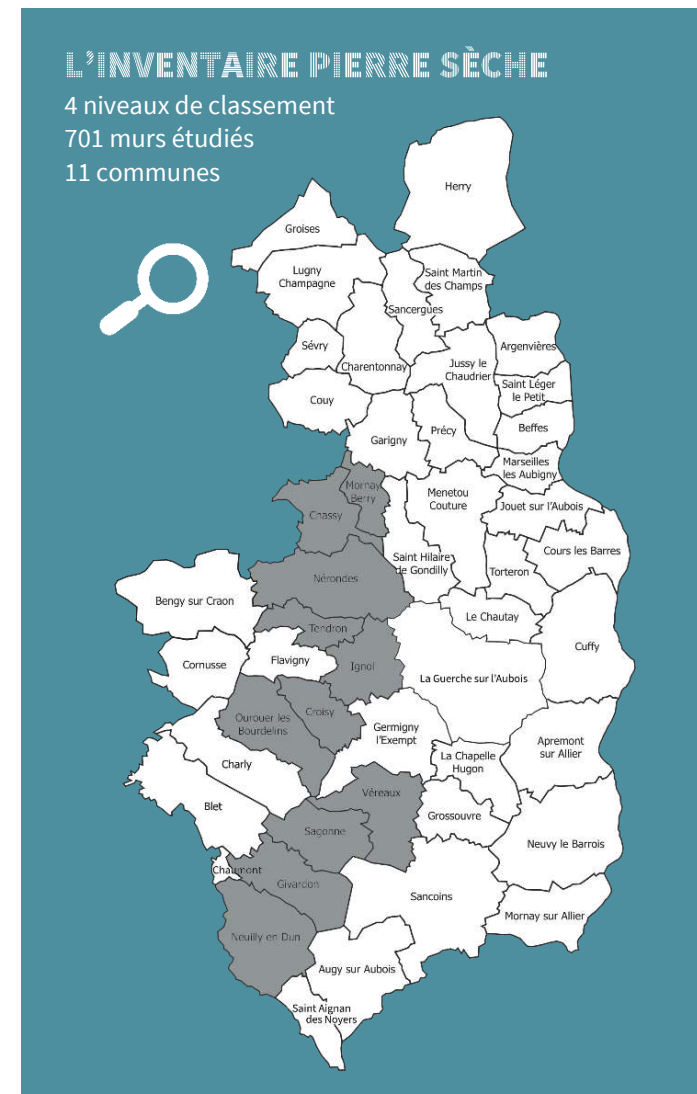 L'INVENTAIRE PIERRE SÈCHE
4 niveaux de classement
701 murs étudiés
11 communes
Herry
Groises
Lugny
Champagne
Saint Martin
des Champs
Sancergues
Sévry
Charentonnay
Jussy le
Chaudrier
Argenvières
Saint Léger
le Petit
Couy
Garigny
Précy
Beffes
Marseilles
les Aubigny
Mornay
Berry
Chassy
Menetou
Couture
Jouet sur l'Aubois
Saint Hilaire
de Gondilly
Torteron
Cours les Barres
Nérondes
Bengy sur Craon
Le Chautay
Tendron
Cuffy
Cornusse
Flavigny
Ignol
La Guerche sur l'Aubois
Ourouer les
Bourdelins
Croisy
Germigny
l'Exempt
Apremont
sur Allier
Charly
La Chapelle
Hugon
Véreaux
Blet
Grossouvre
Sagonne
Neuvy le Barrois
Chaumont
Givardon
Sancoins
Mornay sur Allier
Neuilly en Dun
Augy sur Aubois
Saint Aignan
des Noyers